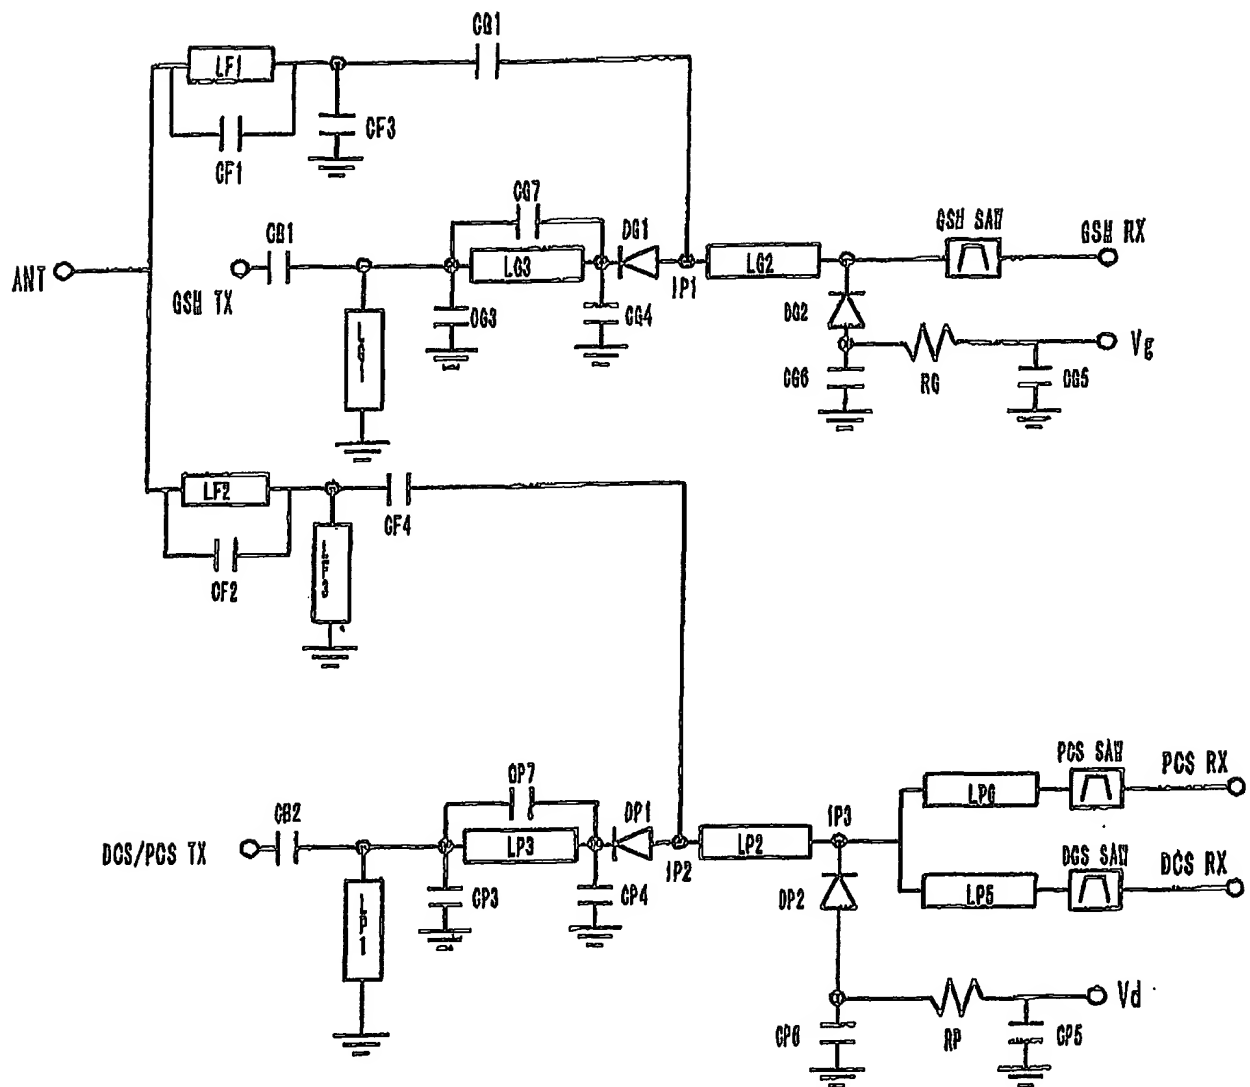 CG1
LF1
CF3
CF1
CG7
DG1
GSM SAW
GSM RX
CB1
LG3
LG2
ANT
GSM TX
IP1
DG2
CG3
CG4
Vg
LG1
CG6
RG
CG5
LF2
CF4
CF2
LF3
PCS SAW
PCS RX
CP7
CB2
DP1
IP3
LP6
DCS/PCS TX
LP3
LP2
DCS SAW
DCS RX
IP2
DP2
LP5
CP3
CP4
LP1
Vd
CP6
RP
CP5